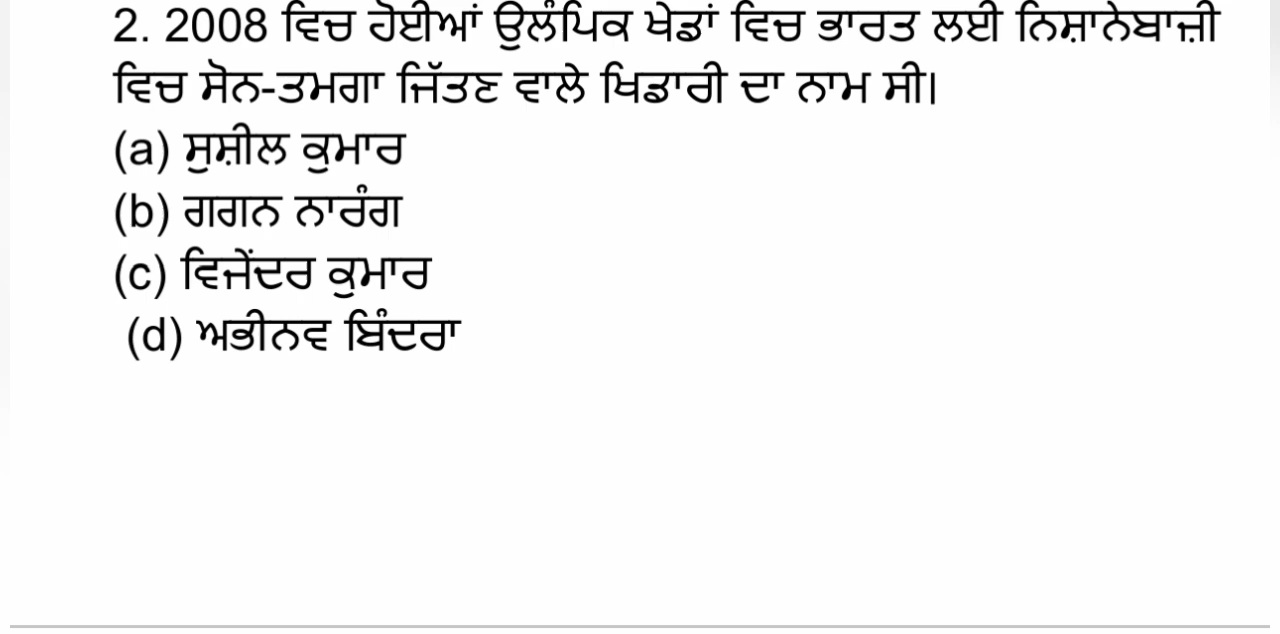 2. 2008 ਵਿਚ ਹੋਈਆਂ ਉਲੰਪਿਕ ਖੇਡਾਂ ਵਿਚ ਭਾਰਤ ਲਈ ਨਿਸ਼ਾਨੇਬਾਜ਼ੀ
ਵਿਚ ਸੋਨ-ਤਮਗਾ ਜਿੱਤਣ ਵਾਲੇ ਖਿਡਾਰੀ ਦਾ ਨਾਮ ਸੀ।
(a) ਸੁਸ਼ੀਲ ਕੁਮਾਰ
(b) ਗਗਨ ਨਾਰੰਗ
(c) ਵਿਜੇਂਦਰ ਕੁਮਾਰ
(d) ਅਭੀਨਵ ਬਿੰਦਰਾ